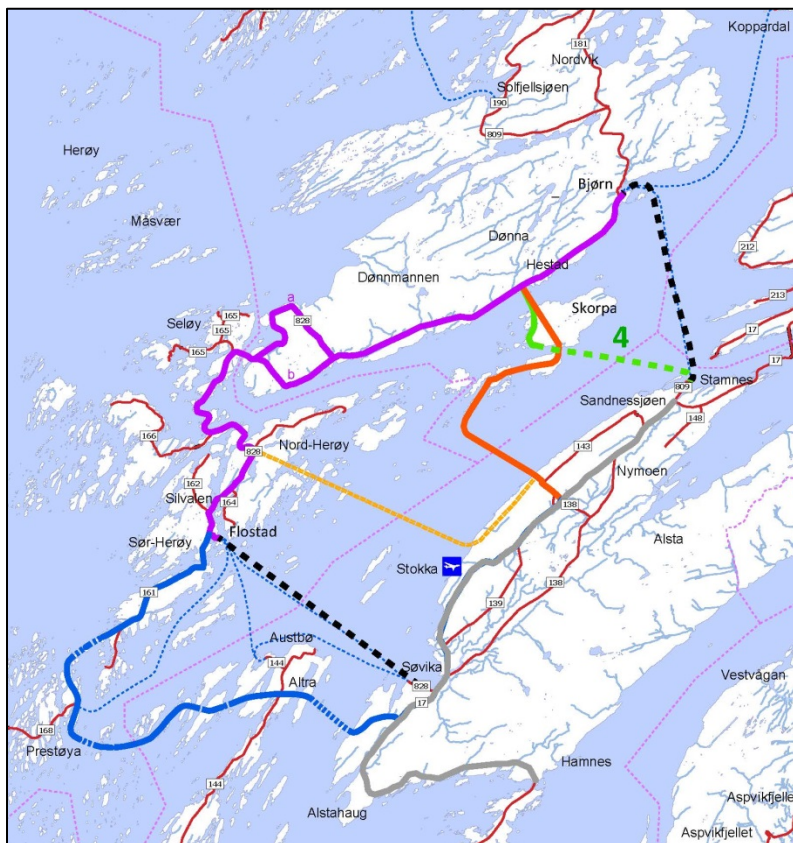 Koppardal
181
Nordvik
Solfjellsjøen
190
809
Herøy
Bjørn
Måsvær
Dønna
212
Hestad
Dønnmannen
a
165
Skorpa
213
828
Seløy
165
4
17
165
b
17
Stamnes
809
Sandnessjøen
148
166
Nord-Herøy
143
828
Nymoen
162
Silvalen
164
138
Flostad
Sør-Herøy
Alsta
Stokka
138
161
139
Austbø
144
Søvika
Altra
828
Vestvågan
17
168
Prestøya
Hamnes
144
Aspvikfjellet
Alstahaug
Aspvikfjellet